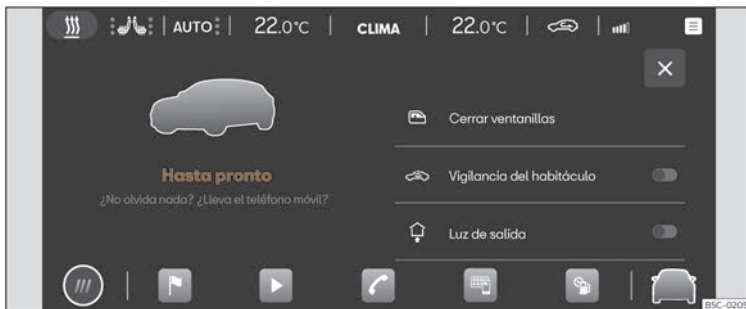 AUTO 22.0°C CLIMA 22.0°C
Cerrar ventanillas
Hasta pronto
Vigilancia del habitáculo
¿No olvida nada? ¿Lleva el teléfono móvil?
Luz de salida
B5C-0205